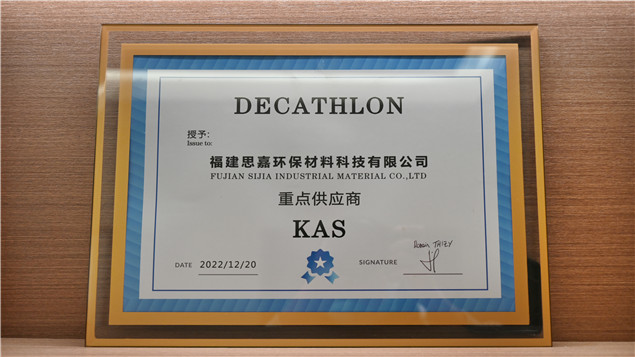 DECATHLON
授予:
Issue to:
福建思嘉环保材料科技有限公司
FUJIAN SIJIA INDUSTRIAL MATERIAL CO.,LTD
重点供应商
KAS
DATE 2022/12/20 SIGNATURE